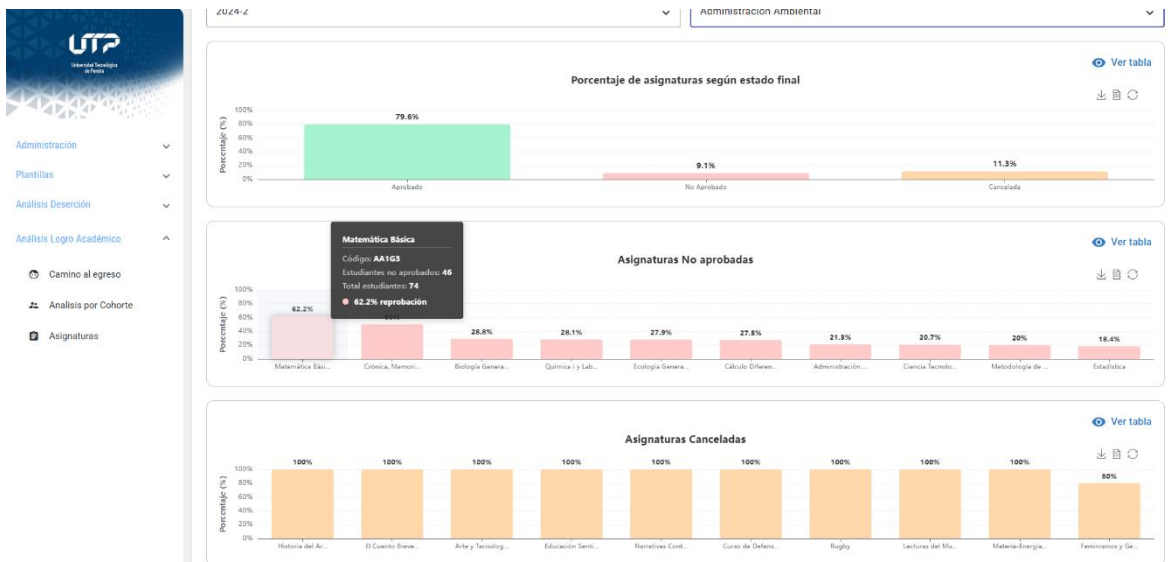 2024-2
Administración Ambiental
UTP
Universidad Tecnológica
de Pereira
Administración
Plantillas
Análisis Deserción
Análisis Logro Académico
Camino al egreso
Analisis por Cohorte
Asignaturas
Ver tabla
Porcentaje de asignaturas según estado final
Porcentaje (%)
100%
80%
60%
40%
20%
0%
79.6%
9.1%
11.3%
Aprobado
No Aprobado
Cancelada
Ver tabla
Asignaturas No aprobadas
Matemática Básica
Código: AA1G3
Estudiantes no aprobados: 46
Total estudiantes: 74
62.2% reprobación
Porcentaje (%)
100%
80%
60%
40%
20%
0%
62.2%
28.8%
28.1%
27.9%
27.5%
21.3%
20.7%
20%
18.4%
Matemática Bási...
Crónica, Memori...
Biología Genera...
Química i y Lab...
Ecología Genera...
Cálculo Diferen...
Administración ...
Ciencia Tecnolo...
Metodología de ...
Estadística
Ver tabla
Asignaturas Canceladas
Porcentaje (%)
100%
80%
60%
40%
20%
0%
100%
100%
100%
100%
100%
100%
100%
100%
100%
80%
Historia del Ar...
El Cuento Breve...
Arte y Tecnolog...
Educación Senti...
Narrativas Cont...
Curso de Defens...
Rugby
Lecturas del Mu...
Materia-Energía...
Feminismos y Ge...